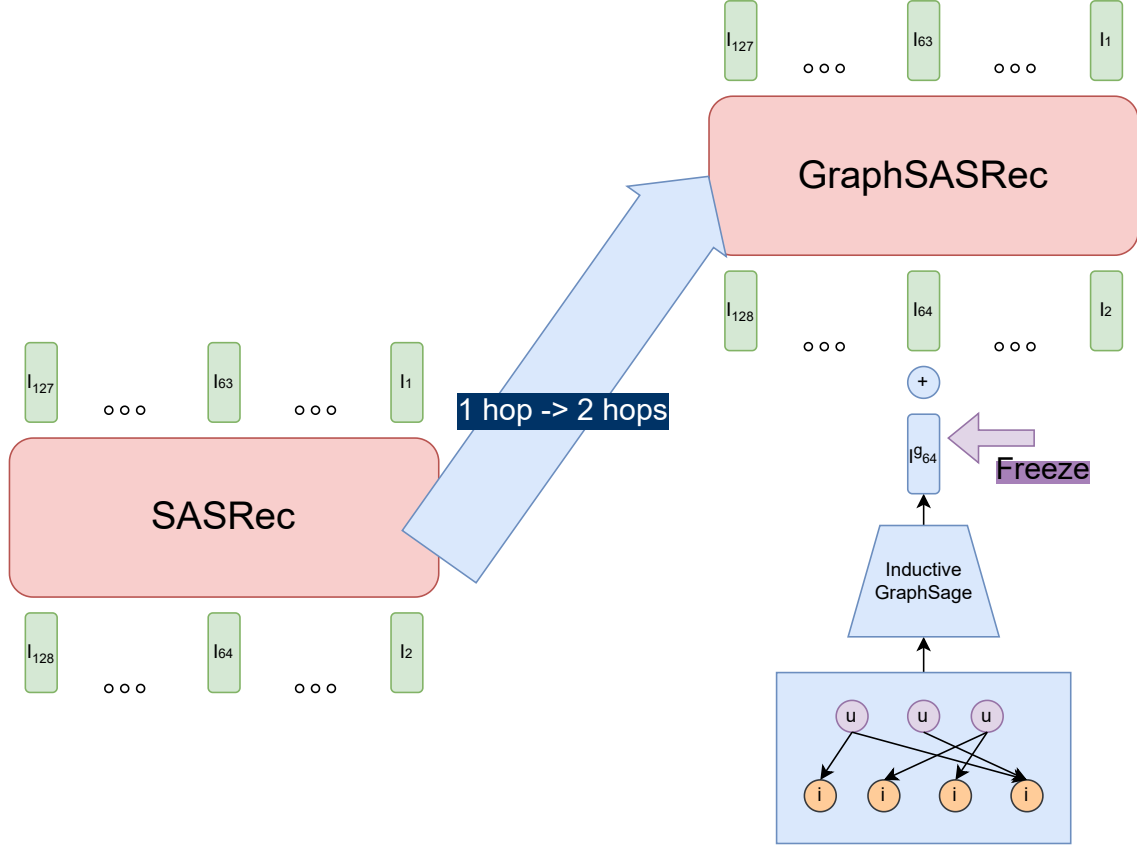 I127 I63 I1
GraphSASRec
I128 I64 I2
+
I127 I63 I1
1 hop -> 2 hops
I^g64
Freeze
SASRec
Inductive
GraphSage
I128 I64 I2
u u u
i i i i